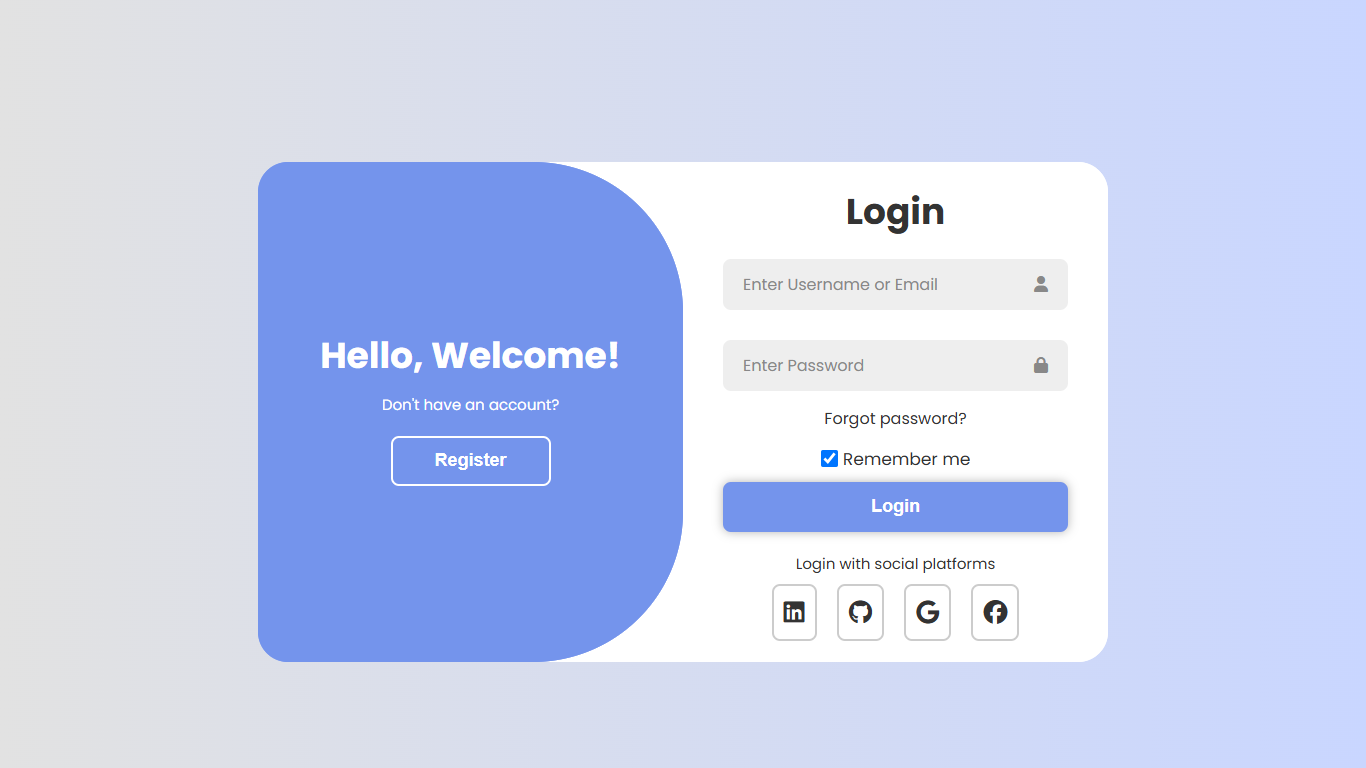 Hello, Welcome!
Don't have an account?
Register
Login
Enter Username or Email
Enter Password
Forgot password?
Remember me
Login
Login with social platforms